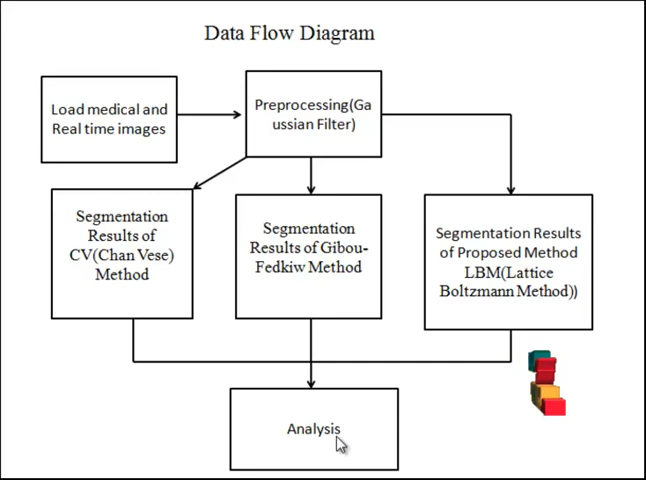 Data Flow Diagram
Load medical and
Real time images
Preprocessing(Ga
ussian Filter)
Segmentation
Results of
CV(Chan Vese)
Method
Segmentation
Results of Gibou-
Fedkiw Method
Segmentation Results
of Proposed Method
LBM(Lattice
Boltzmann Method))
Analysis